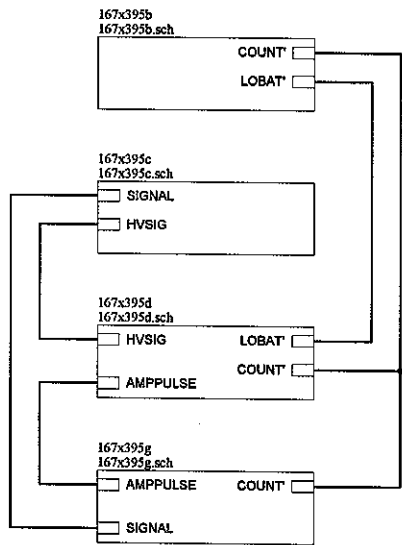 167x395b
167x395b.sch
COUNT'
LOBAT'
167x395c
167x395c.sch
SIGNAL
HVSIG
167x395d
167x395d.sch
HVSIG
LOBAT'
COUNT'
AMPPULSE
167x395g
167x395g.sch
AMPPULSE
COUNT'
SIGNAL